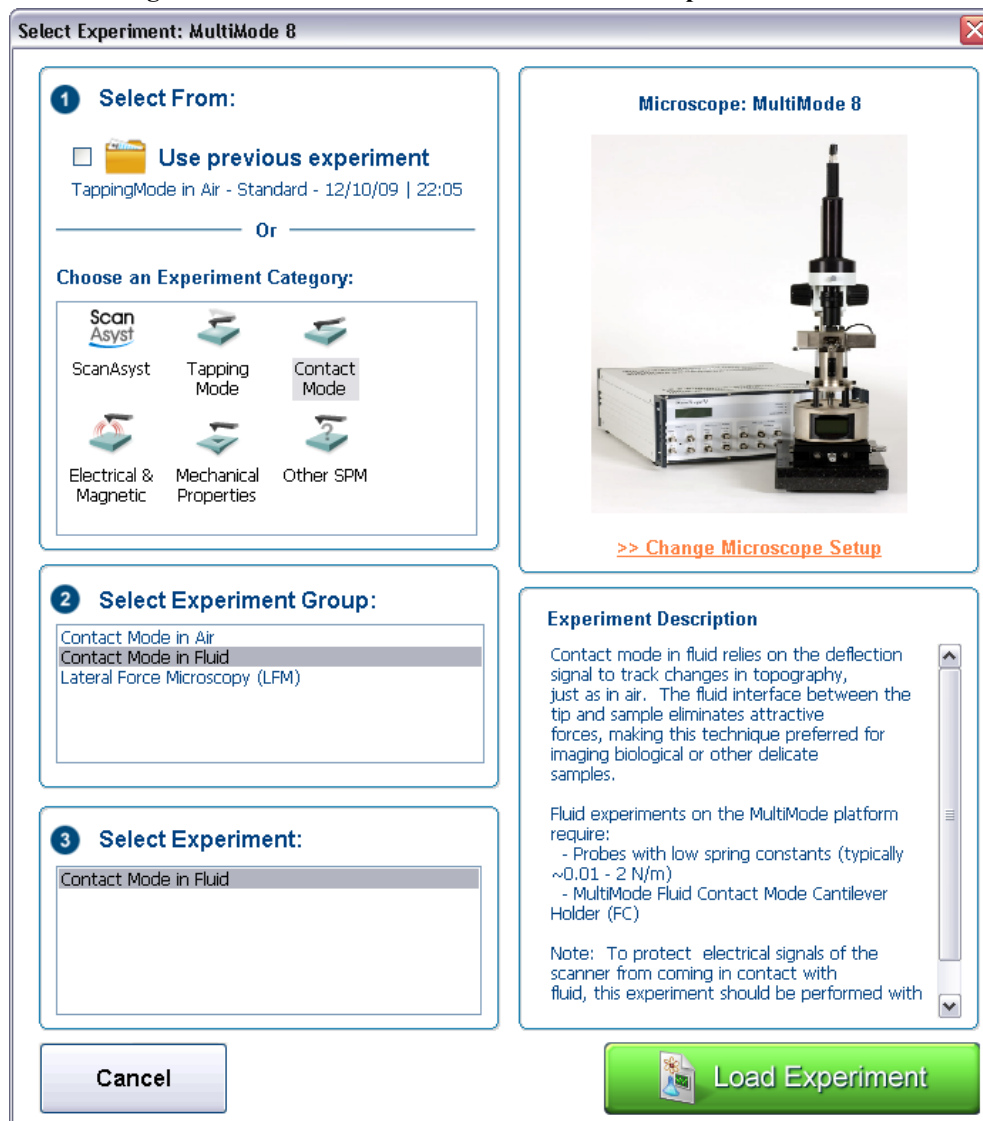 Select Experiment: MultiMode 8
1 Select From:
Use previous experiment
TappingMode in Air - Standard - 12/10/09 | 22:05
Or
Choose an Experiment Category:
Scan
Asyst
ScanAsyst
Tapping
Mode
Contact
Mode
Electrical &
Magnetic
Mechanical
Properties
Other SPM
2 Select Experiment Group:
Contact Mode in Air
Contact Mode in Fluid
Lateral Force Microscopy (LFM)
3 Select Experiment:
Contact Mode in Fluid
Cancel
Microscope: MultiMode 8
>> Change Microscope Setup
Experiment Description
Contact mode in fluid relies on the deflection
signal to track changes in topography,
just as in air. The fluid interface between the
tip and sample eliminates attractive
forces, making this technique preferred for
imaging biological or other delicate
samples.
Fluid experiments on the MultiMode platform
require:
- Probes with low spring constants (typically
~0.01 - 2 N/m)
- MultiMode Fluid Contact Mode Cantilever
Holder (FC)
Note: To protect electrical signals of the
scanner from coming in contact with
fluid, this experiment should be performed with
Load Experiment